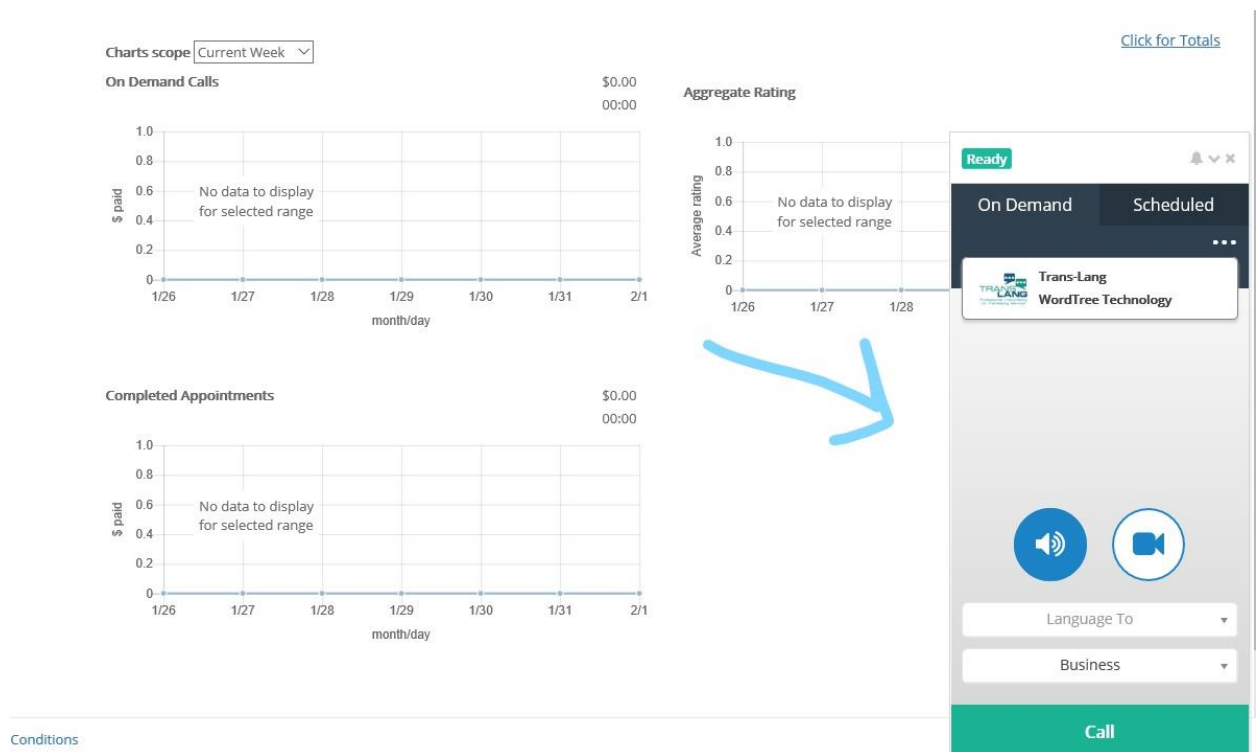 Click for Totals
Charts scope Current Week
On Demand Calls
$0.00
00:00
1.0
0.8
0.6
0.4
0.2
0
$ paid
No data to display
for selected range
1/26 1/27 1/28 1/29 1/30 1/31 2/1
month/day
Aggregate Rating
1.0
0.8
0.6
0.4
0.2
0
Average rating
No data to display
for selected range
1/26 1/27 1/28
Completed Appointments
$0.00
00:00
1.0
0.8
0.6
0.4
0.2
0
$ paid
No data to display
for selected range
1/26 1/27 1/28 1/29 1/30 1/31 2/1
month/day
Ready
On Demand Scheduled
TRANS
LANG
Trans-Lang
WordTree Technology
Language To
Business
Call
Conditions